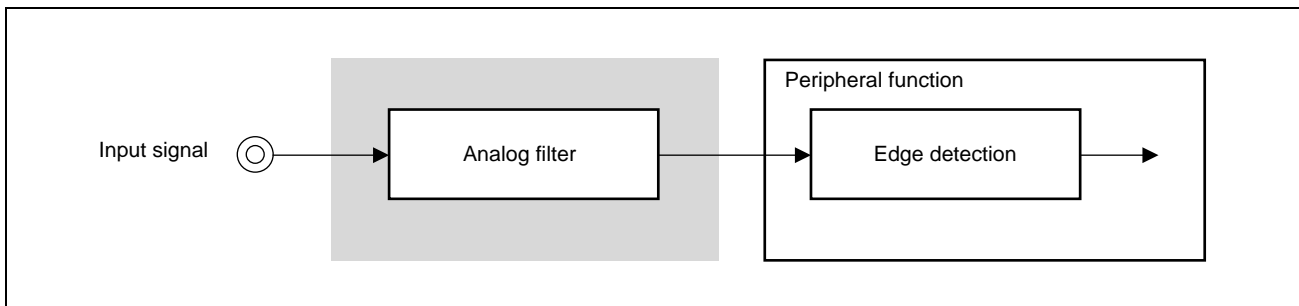 Peripheral function
Input signal
Analog filter
Edge detection